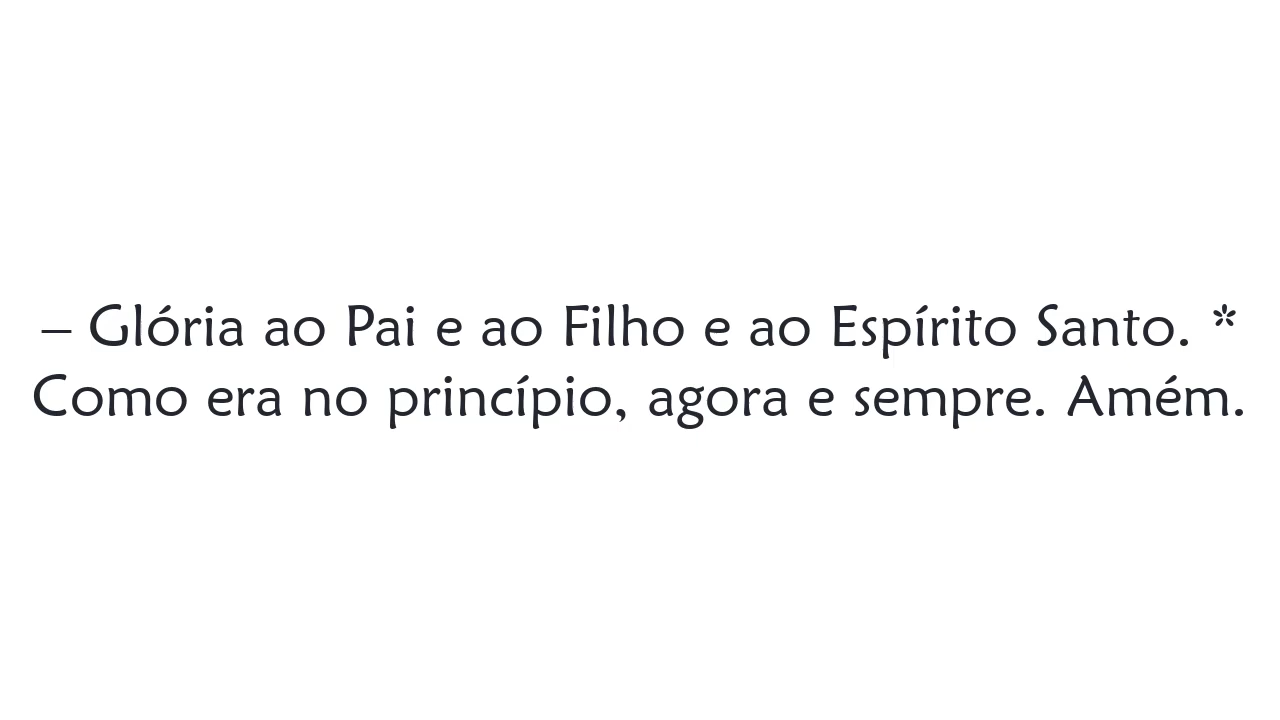 – Glória ao Pai e ao Filho e ao Espírito Santo. *
Como era no princípio, agora e sempre. Amém.